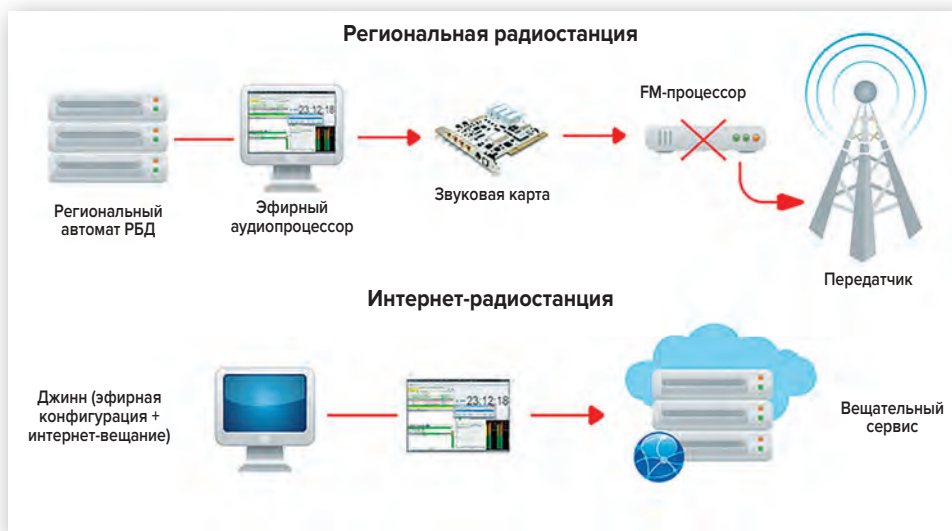 Региональная радиостанция
FM-процессор
23:12:18
Звуковая карта
Региональный
автомат РБД
Эфирный
аудиопроцессор
Передатчик
Интернет-радиостанция
Джинн (эфирная
конфигурация +
интернет-вещание)
23:12:18
Вещательный
сервис